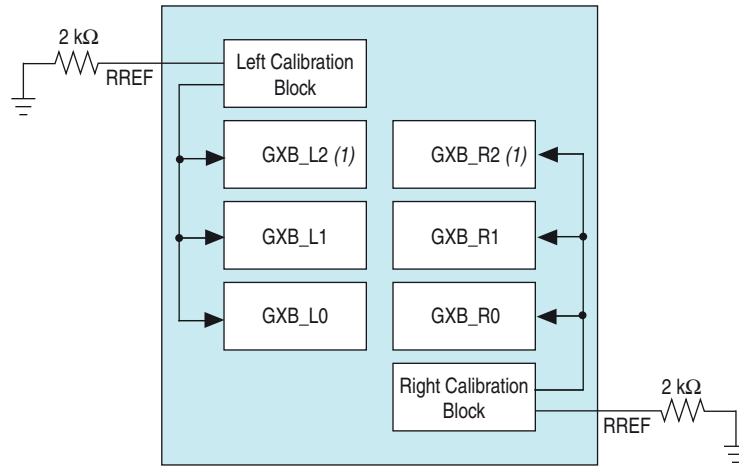 2 kΩ
RREF
Left Calibration
Block
GXB_L2 (1)
GXB_R2 (1)
GXB_L1
GXB_R1
GXB_L0
GXB_R0
Right Calibration
Block
2 kΩ
RREF